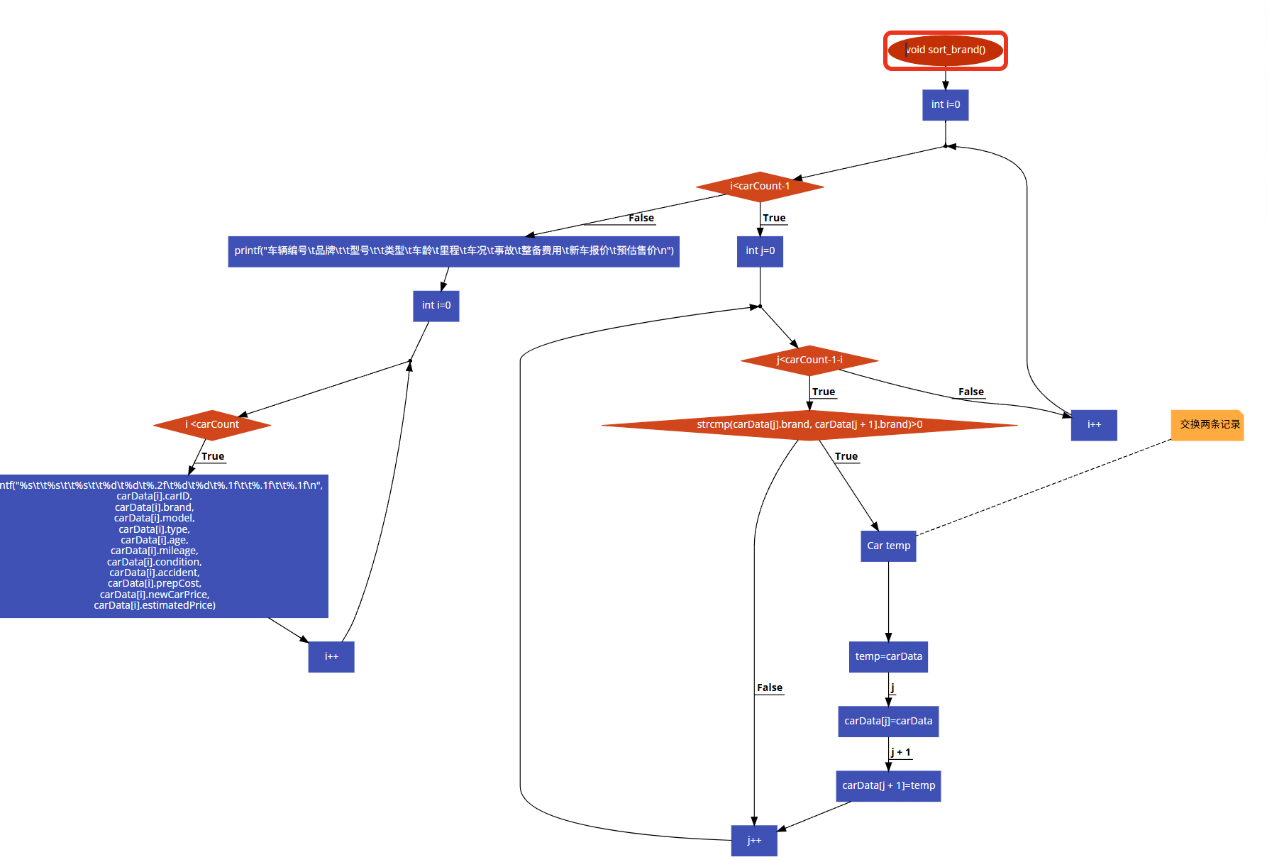 void sort_brand()
int i=0
i<carCount-1
False
True
printf("车辆编号\t品牌\t\t型号\t\t类型\t车龄\t里程\t车况\t事故\t整备费用\t新车报价\t预估售价\n")
int j=0
int i=0
j<carCount-1-i
True
False
i <carCount
strcmp(carData[j].brand, carData[j + 1].brand)>0
i++
交换两条记录
True
True
ntf("%s\t\t%s\t\t%s\t\t%d\t%d\t%.2f\t%d\t%d\t%.1f\t\t%.1f\t\t%.1f\n",
carData[i].carID,
carData[i].brand,
carData[i].model,
carData[i].type,
carData[i].age,
carData[i].mileage,
carData[i].condition,
carData[i].accident,
carData[i].prepCost,
carData[i].newCarPrice,
carData[i].estimatedPrice)
Car temp
i++
temp=carData
False
j
carData[j]=carData
j + 1
carData[j + 1]=temp
j++